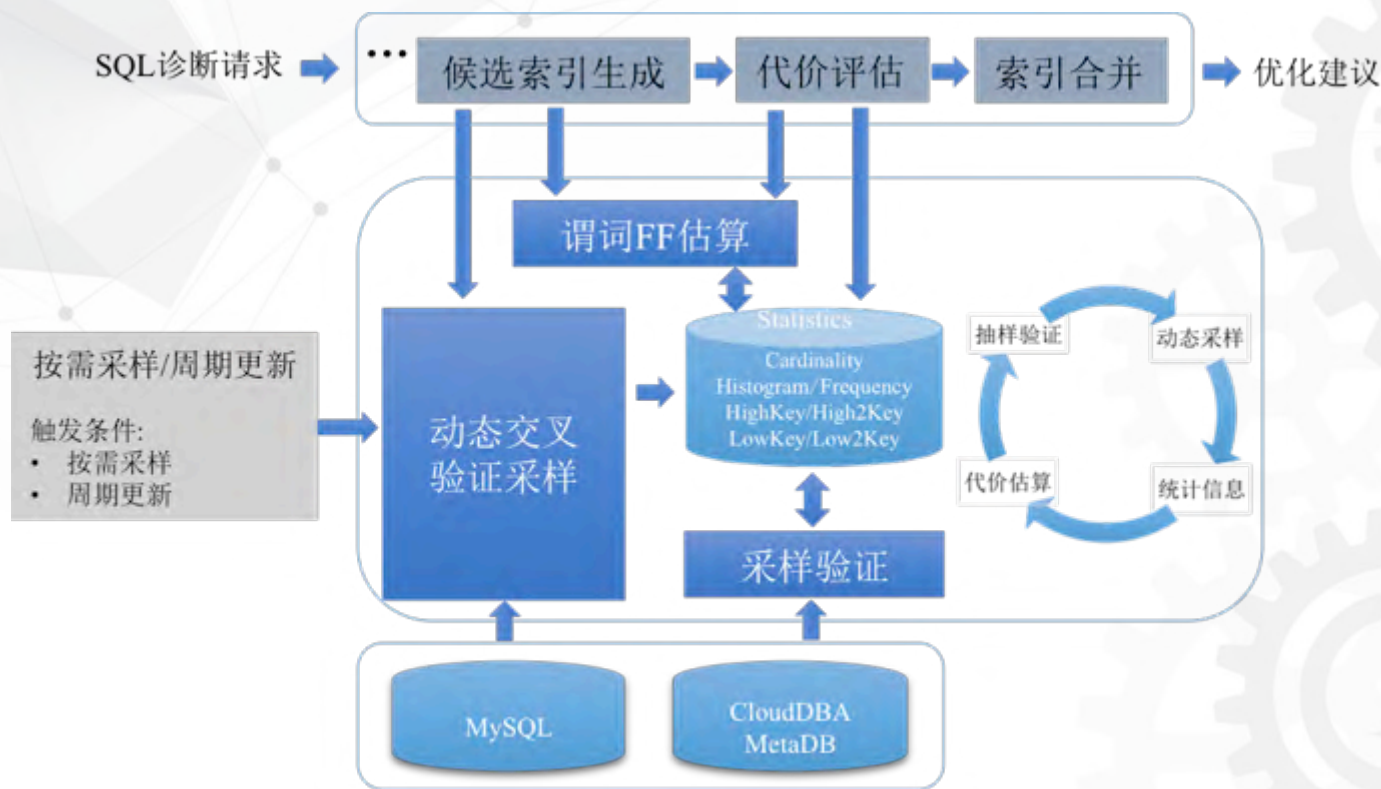 SQL诊断请求
...
候选索引生成
代价评估
索引合并
优化建议
谓词FF估算
按需采样/周期更新
触发条件:
• 按需采样
• 周期更新
动态交叉
验证采样
Statistics
Cardinality
Histogram/Frequency
HighKey/High2Key
LowKey/Low2Key
抽样验证
动态采样
代价估算
统计信息
采样验证
MySQL
CloudDBA
MetaDB